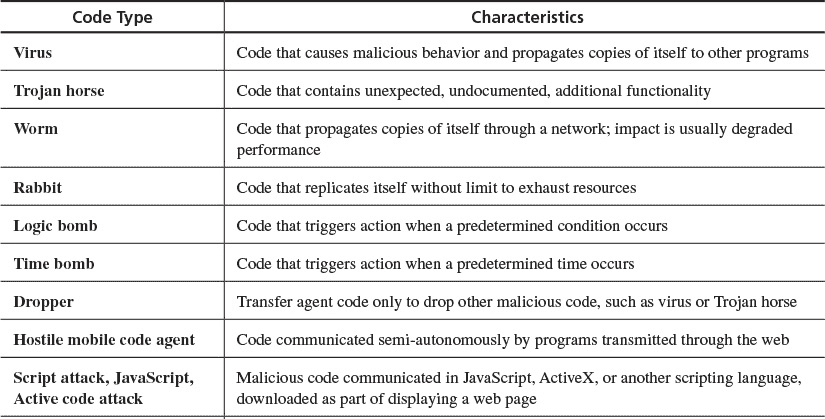 Code Type Characteristics
Virus Code that causes malicious behavior and propagates copies of itself to other programs
Trojan horse Code that contains unexpected, undocumented, additional functionality
Worm Code that propagates copies of itself through a network; impact is usually degraded
performance
Rabbit Code that replicates itself without limit to exhaust resources
Logic bomb Code that triggers action when a predetermined condition occurs
Time bomb Code that triggers action when a predetermined time occurs
Dropper Transfer agent code only to drop other malicious code, such as virus or Trojan horse
Hostile mobile code agent Code communicated semi-autonomously by programs transmitted through the web
Script attack, JavaScript, Malicious code communicated in JavaScript, ActiveX, or another scripting language,
Active code attack downloaded as part of displaying a web page